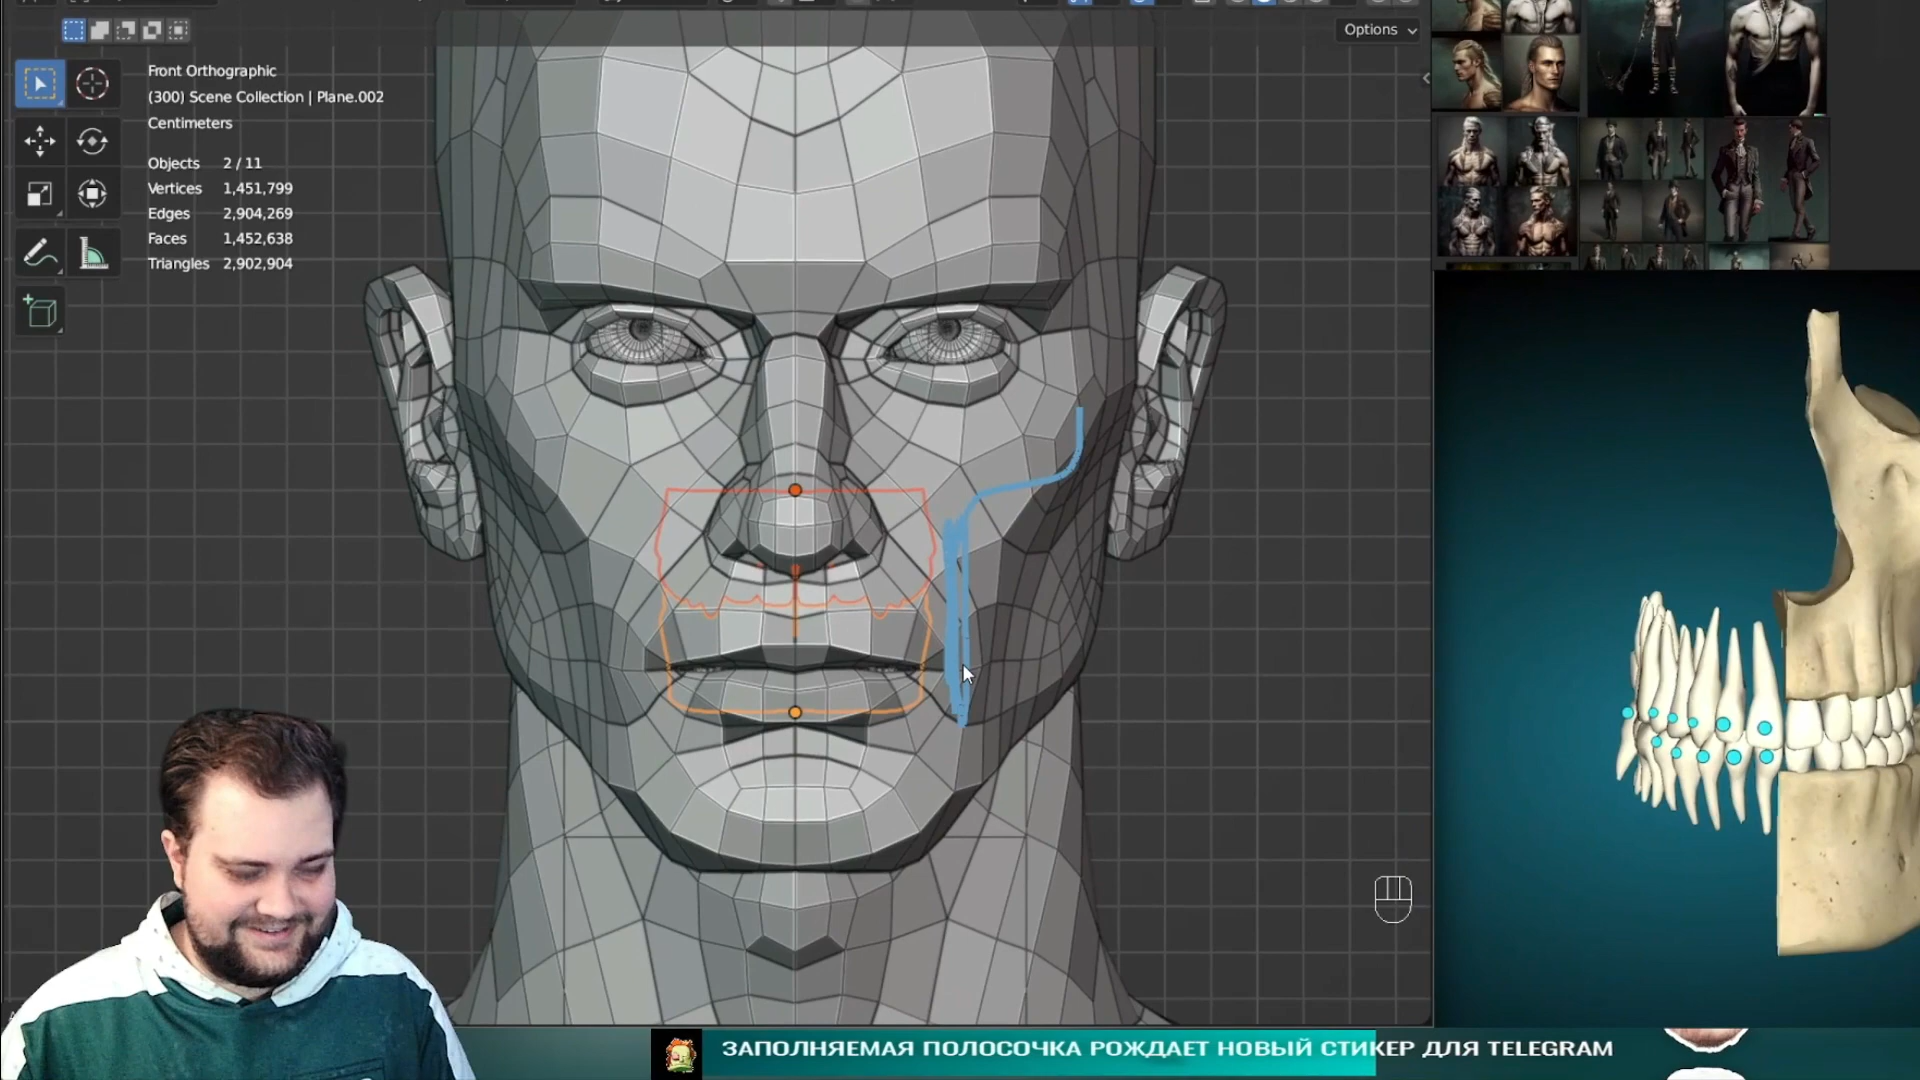 Options
Front Orthographic
(300) Scene Collection | Plane.002
Centimeters
Objects 2 / 11
Vertices 1,451,799
Edges 2,904,269
Faces 1,452,638
Triangles 2,902,904
ЗАПОЛНЯЕМАЯ ПОЛОСОЧКА РОЖДАЕТ НОВЫЙ СТИКЕР ДЛЯ TELEGRAM